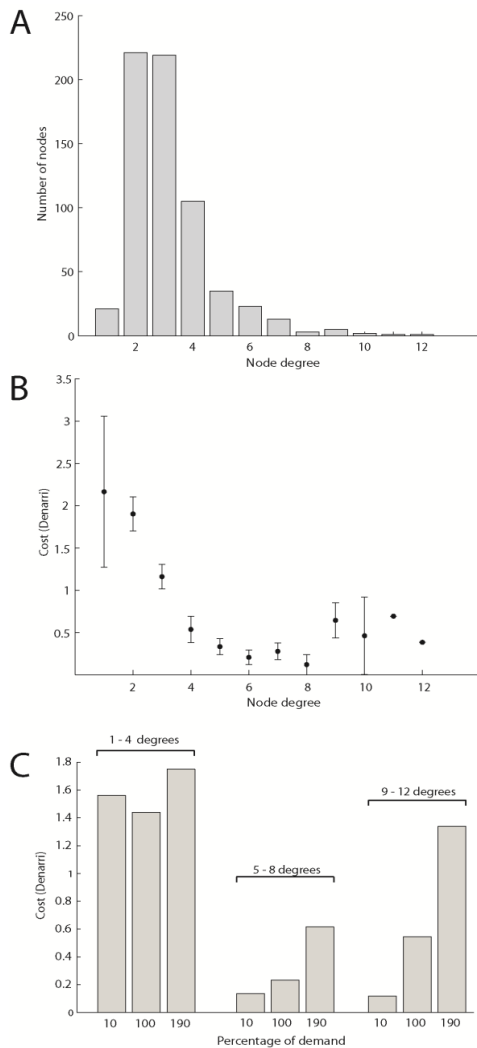 A
250
200
150
100
50
0
Number of nodes
2 4 6 8 10 12
Node degree
B
3.5
3
2.5
2
1.5
1
0.5
Cost (Denarri)
2 4 6 8 10 12
Node degree
C
1 - 4 degrees
5 - 8 degrees
9 - 12 degrees
1.8
1.6
1.4
1.2
1
0.8
0.6
0.4
0.2
0
Cost (Denarri)
10 100 190 10 100 190 10 100 190
Percentage of demand